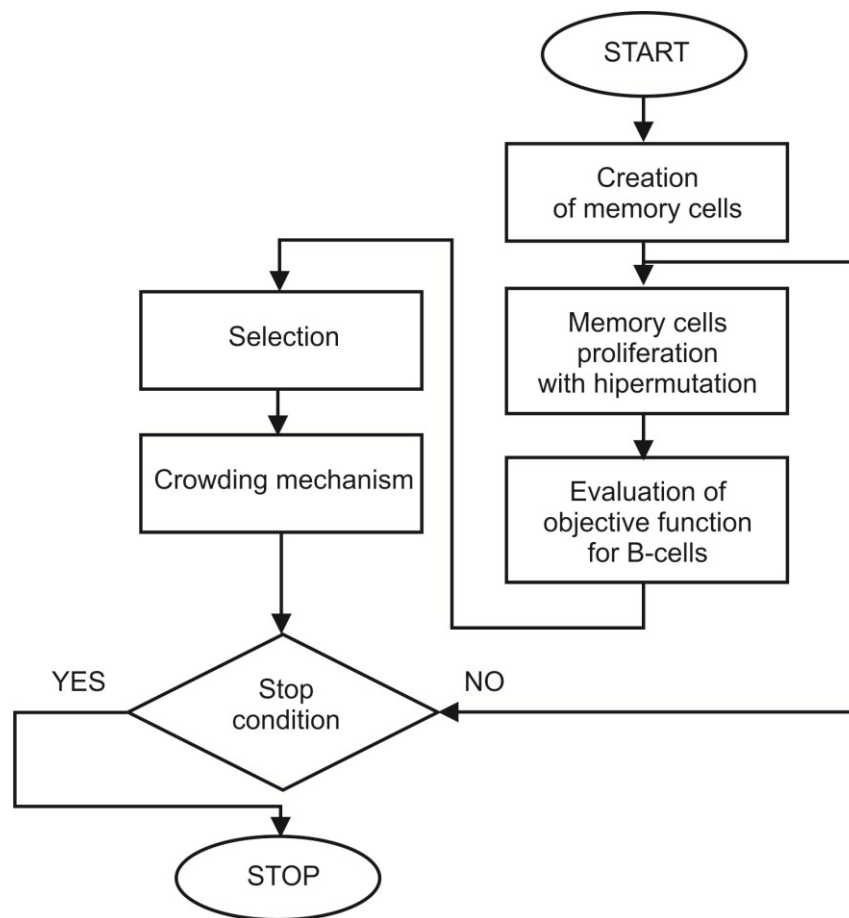 START
Creation
of memory cells
Memory cells
proliferation
with hipermutation
Evaluation of
objective function
for B-cells
Selection
Crowding mechanism
Stop
condition
YES
NO
STOP